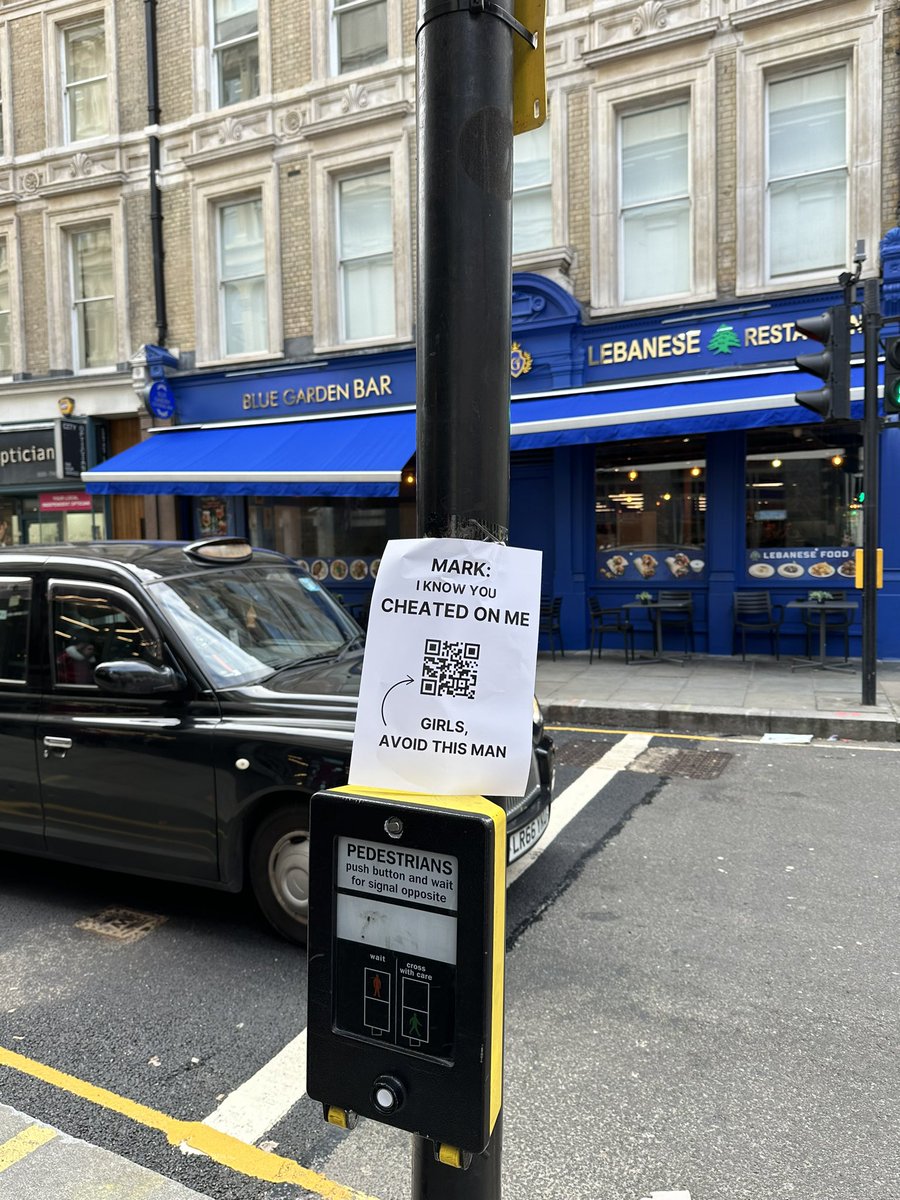 BLUE GARDEN BAR
LEBANESE RESTA
ptician
LEBANESE FOOD
MARK:
I KNOW YOU
CHEATED ON ME
GIRLS,
AVOID THIS MAN
PEDESTRIANS
push button and wait
for signal opposite
wait
cross
with care